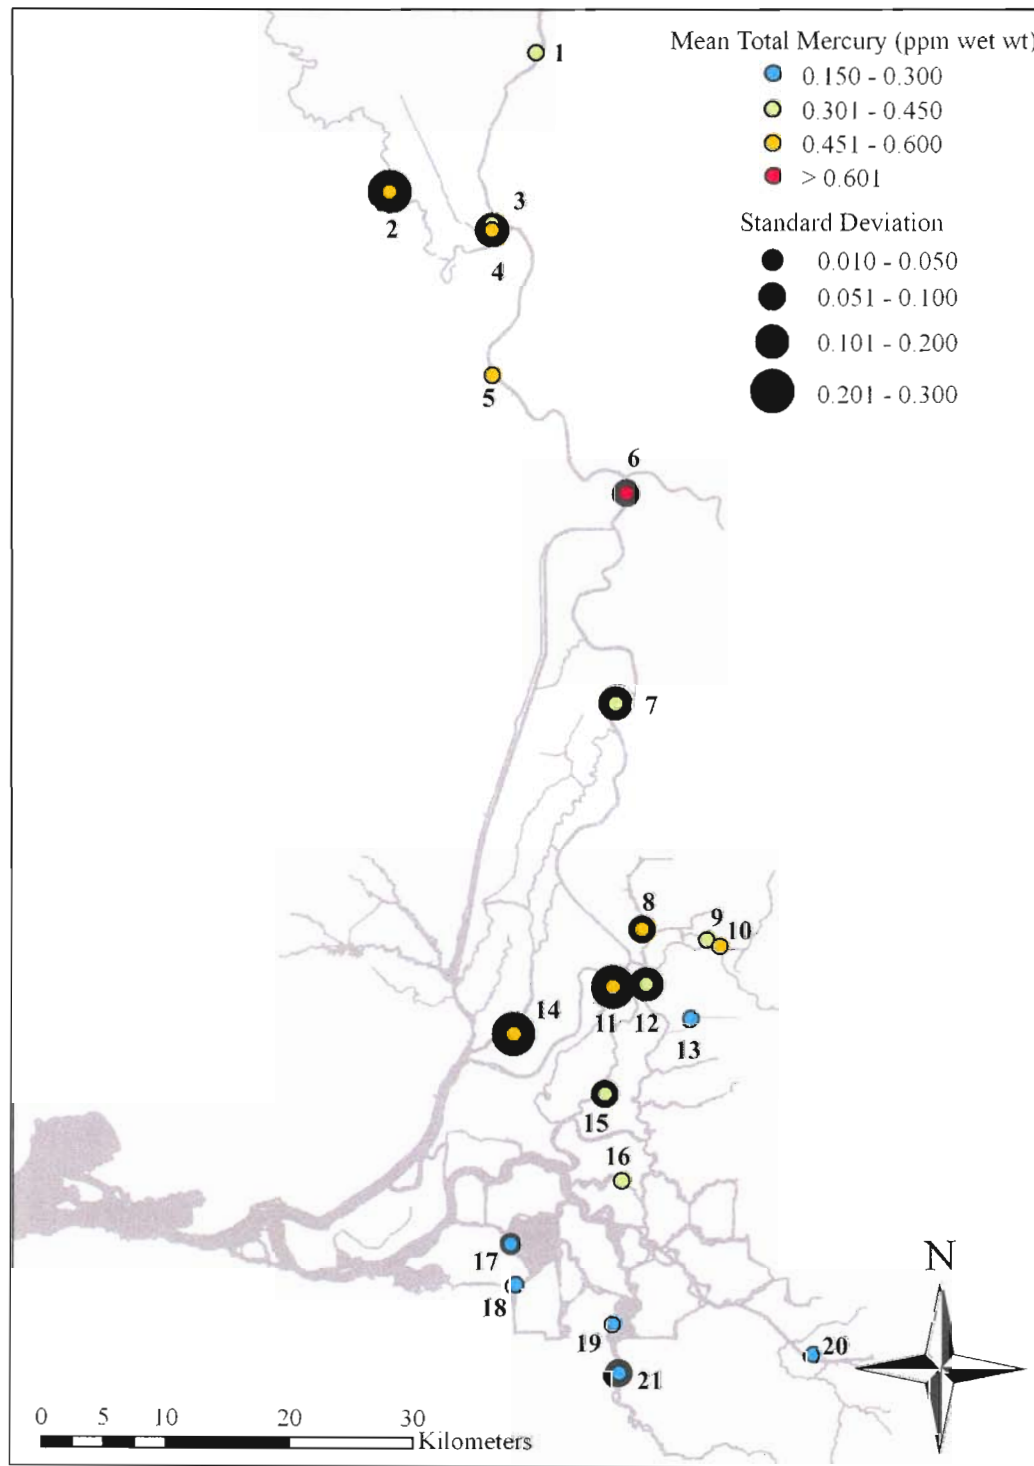 Mean Total Mercury (ppm wet wt)
0.150 - 0.300
0.301 - 0.450
0.451 - 0.600
> 0.601
Standard Deviation
0.010 - 0.050
0.051 - 0.100
0.101 - 0.200
0.201 - 0.300
1
2
3
4
5
6
7
8
9
10
11
12
13
14
15
16
17
18
19
20
21
N
0 5 10 20 30
Kilometers